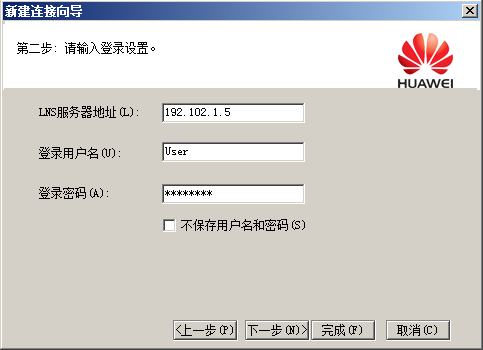 新建连接向导
第二步: 请输入登录设置。
HUAWEI
LNS服务器地址(L): 192.102.1.5
登录用户名(U): User
登录密码(A): ********
不保存用户名和密码(S)
<上一步(P) 下一步(N)> 完成(F) 取消(C)